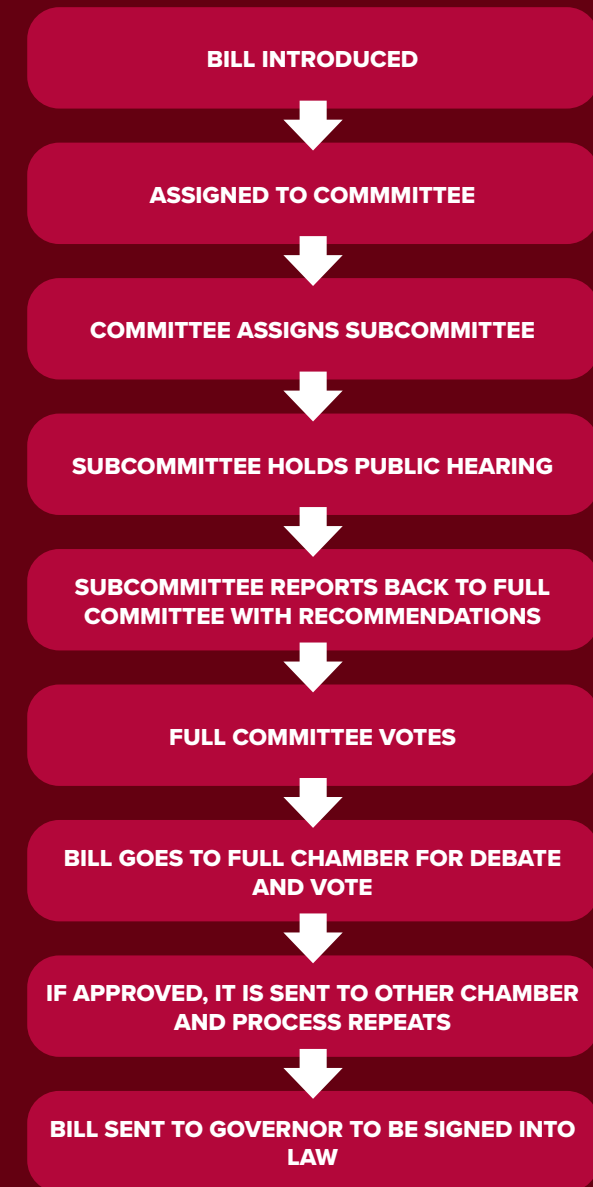 BILL INTRODUCED
ASSIGNED TO COMMMITTEE
COMMITTEE ASSIGNS SUBCOMMITTEE
SUBCOMMITTEE HOLDS PUBLIC HEARING
SUBCOMMITTEE REPORTS BACK TO FULL
COMMITTEE WITH RECOMMENDATIONS
FULL COMMITTEE VOTES
BILL GOES TO FULL CHAMBER FOR DEBATE
AND VOTE
IF APPROVED, IT IS SENT TO OTHER CHAMBER
AND PROCESS REPEATS
BILL SENT TO GOVERNOR TO BE SIGNED INTO
LAW